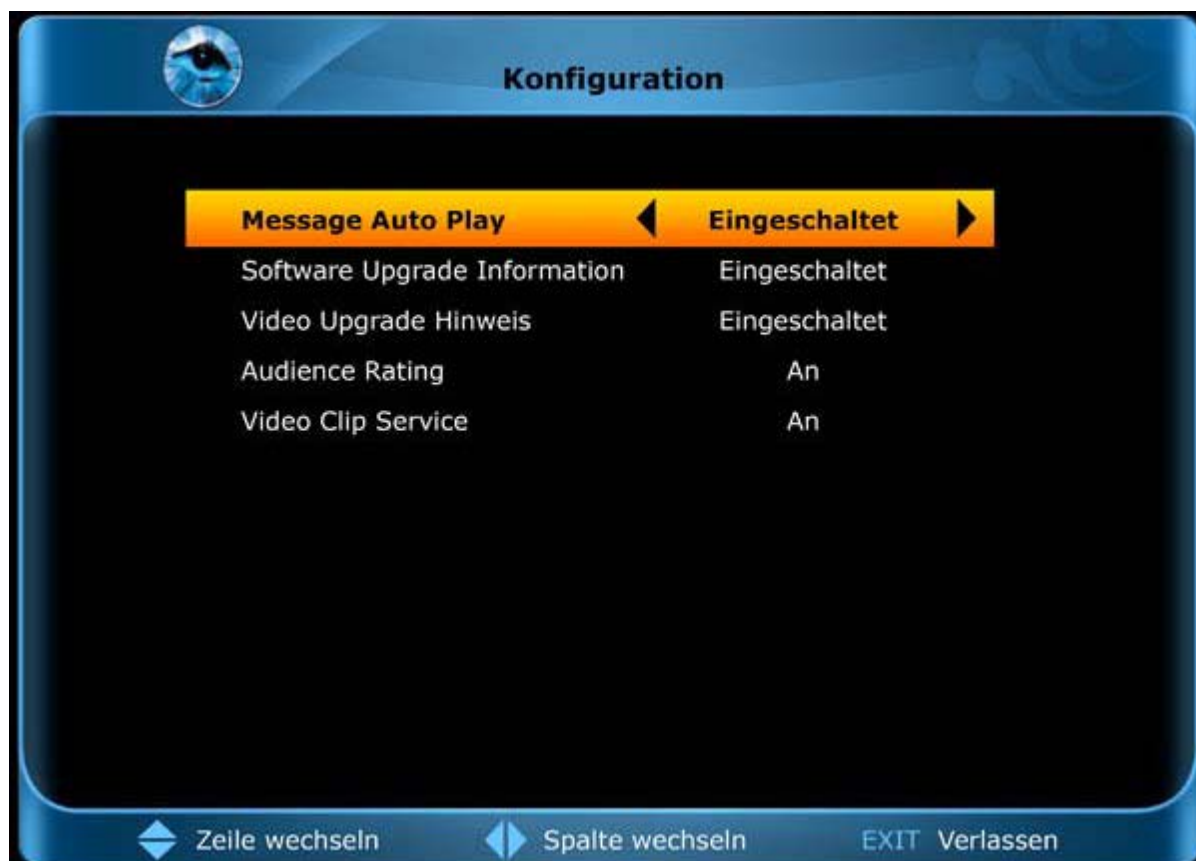 Konfiguration
Message Auto Play Eingeschaltet
Software Upgrade Information Eingeschaltet
Video Upgrade Hinweis Eingeschaltet
Audience Rating An
Video Clip Service An
Zeile wechseln Spalte wechseln EXIT Verlassen